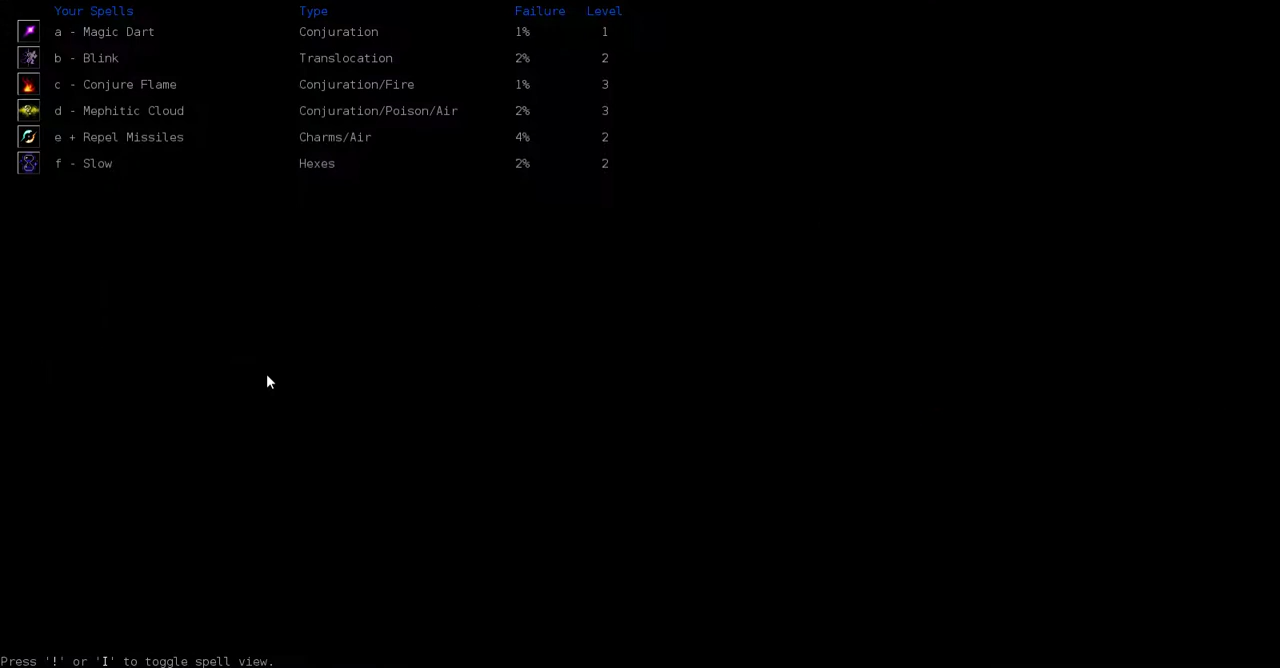 Your Spells Type Failure Level
a - Magic Dart Conjuration 1% 1
b - Blink Translocation 2% 2
c - Conjure Flame Conjuration/Fire 1% 3
d - Mephitic Cloud Conjuration/Poison/Air 2% 3
e + Repel Missiles Charms/Air 4% 2
f - Slow Hexes 2% 2
Press '!' or 'I' to toggle spell view.